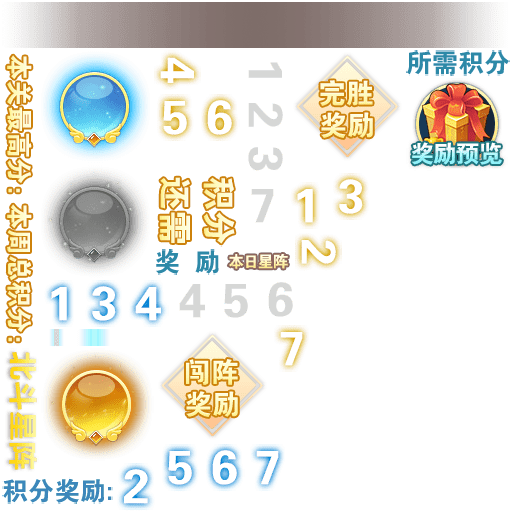 本关最高分：
本周总积分：
北斗星阵
4
5 6
1
2
3
7
完胜
奖励
所需积分
奖励预览
积分
还需
1 3
2
奖 励
本日星阵
1 3 4
4 5 6
7
闯阵
奖励
积分奖励:
2
5 6 7